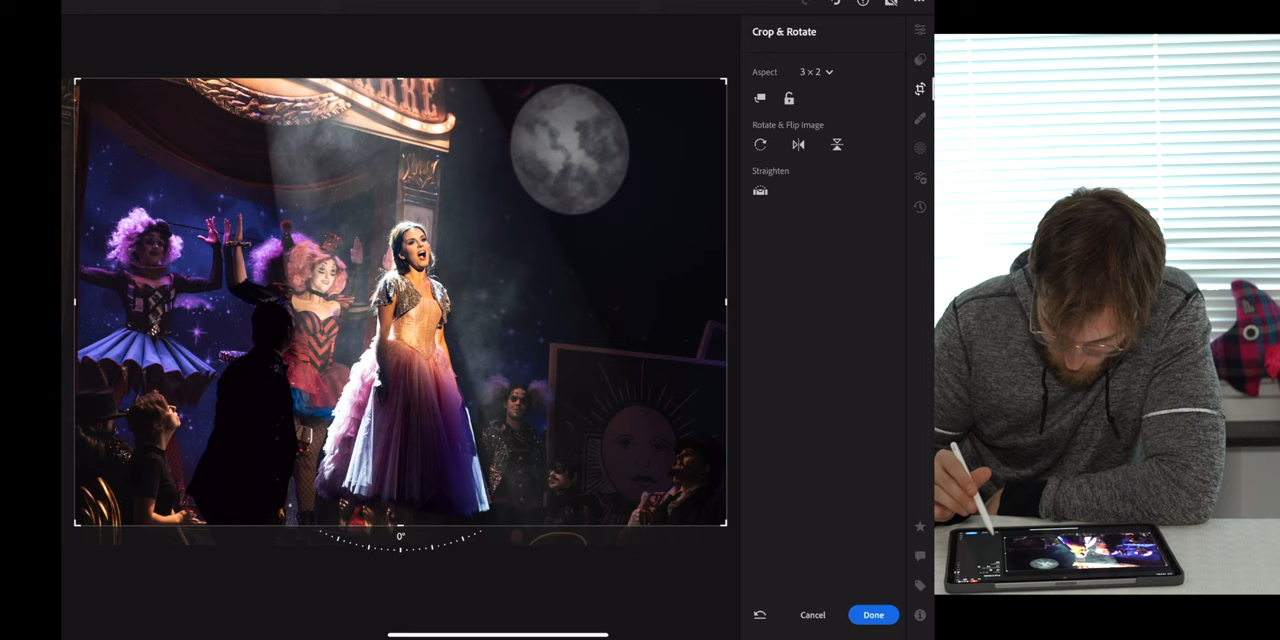 Crop & Rotate
Aspect 3 x 2
Rotate & Flip Image
Straighten
0°
Cancel Done